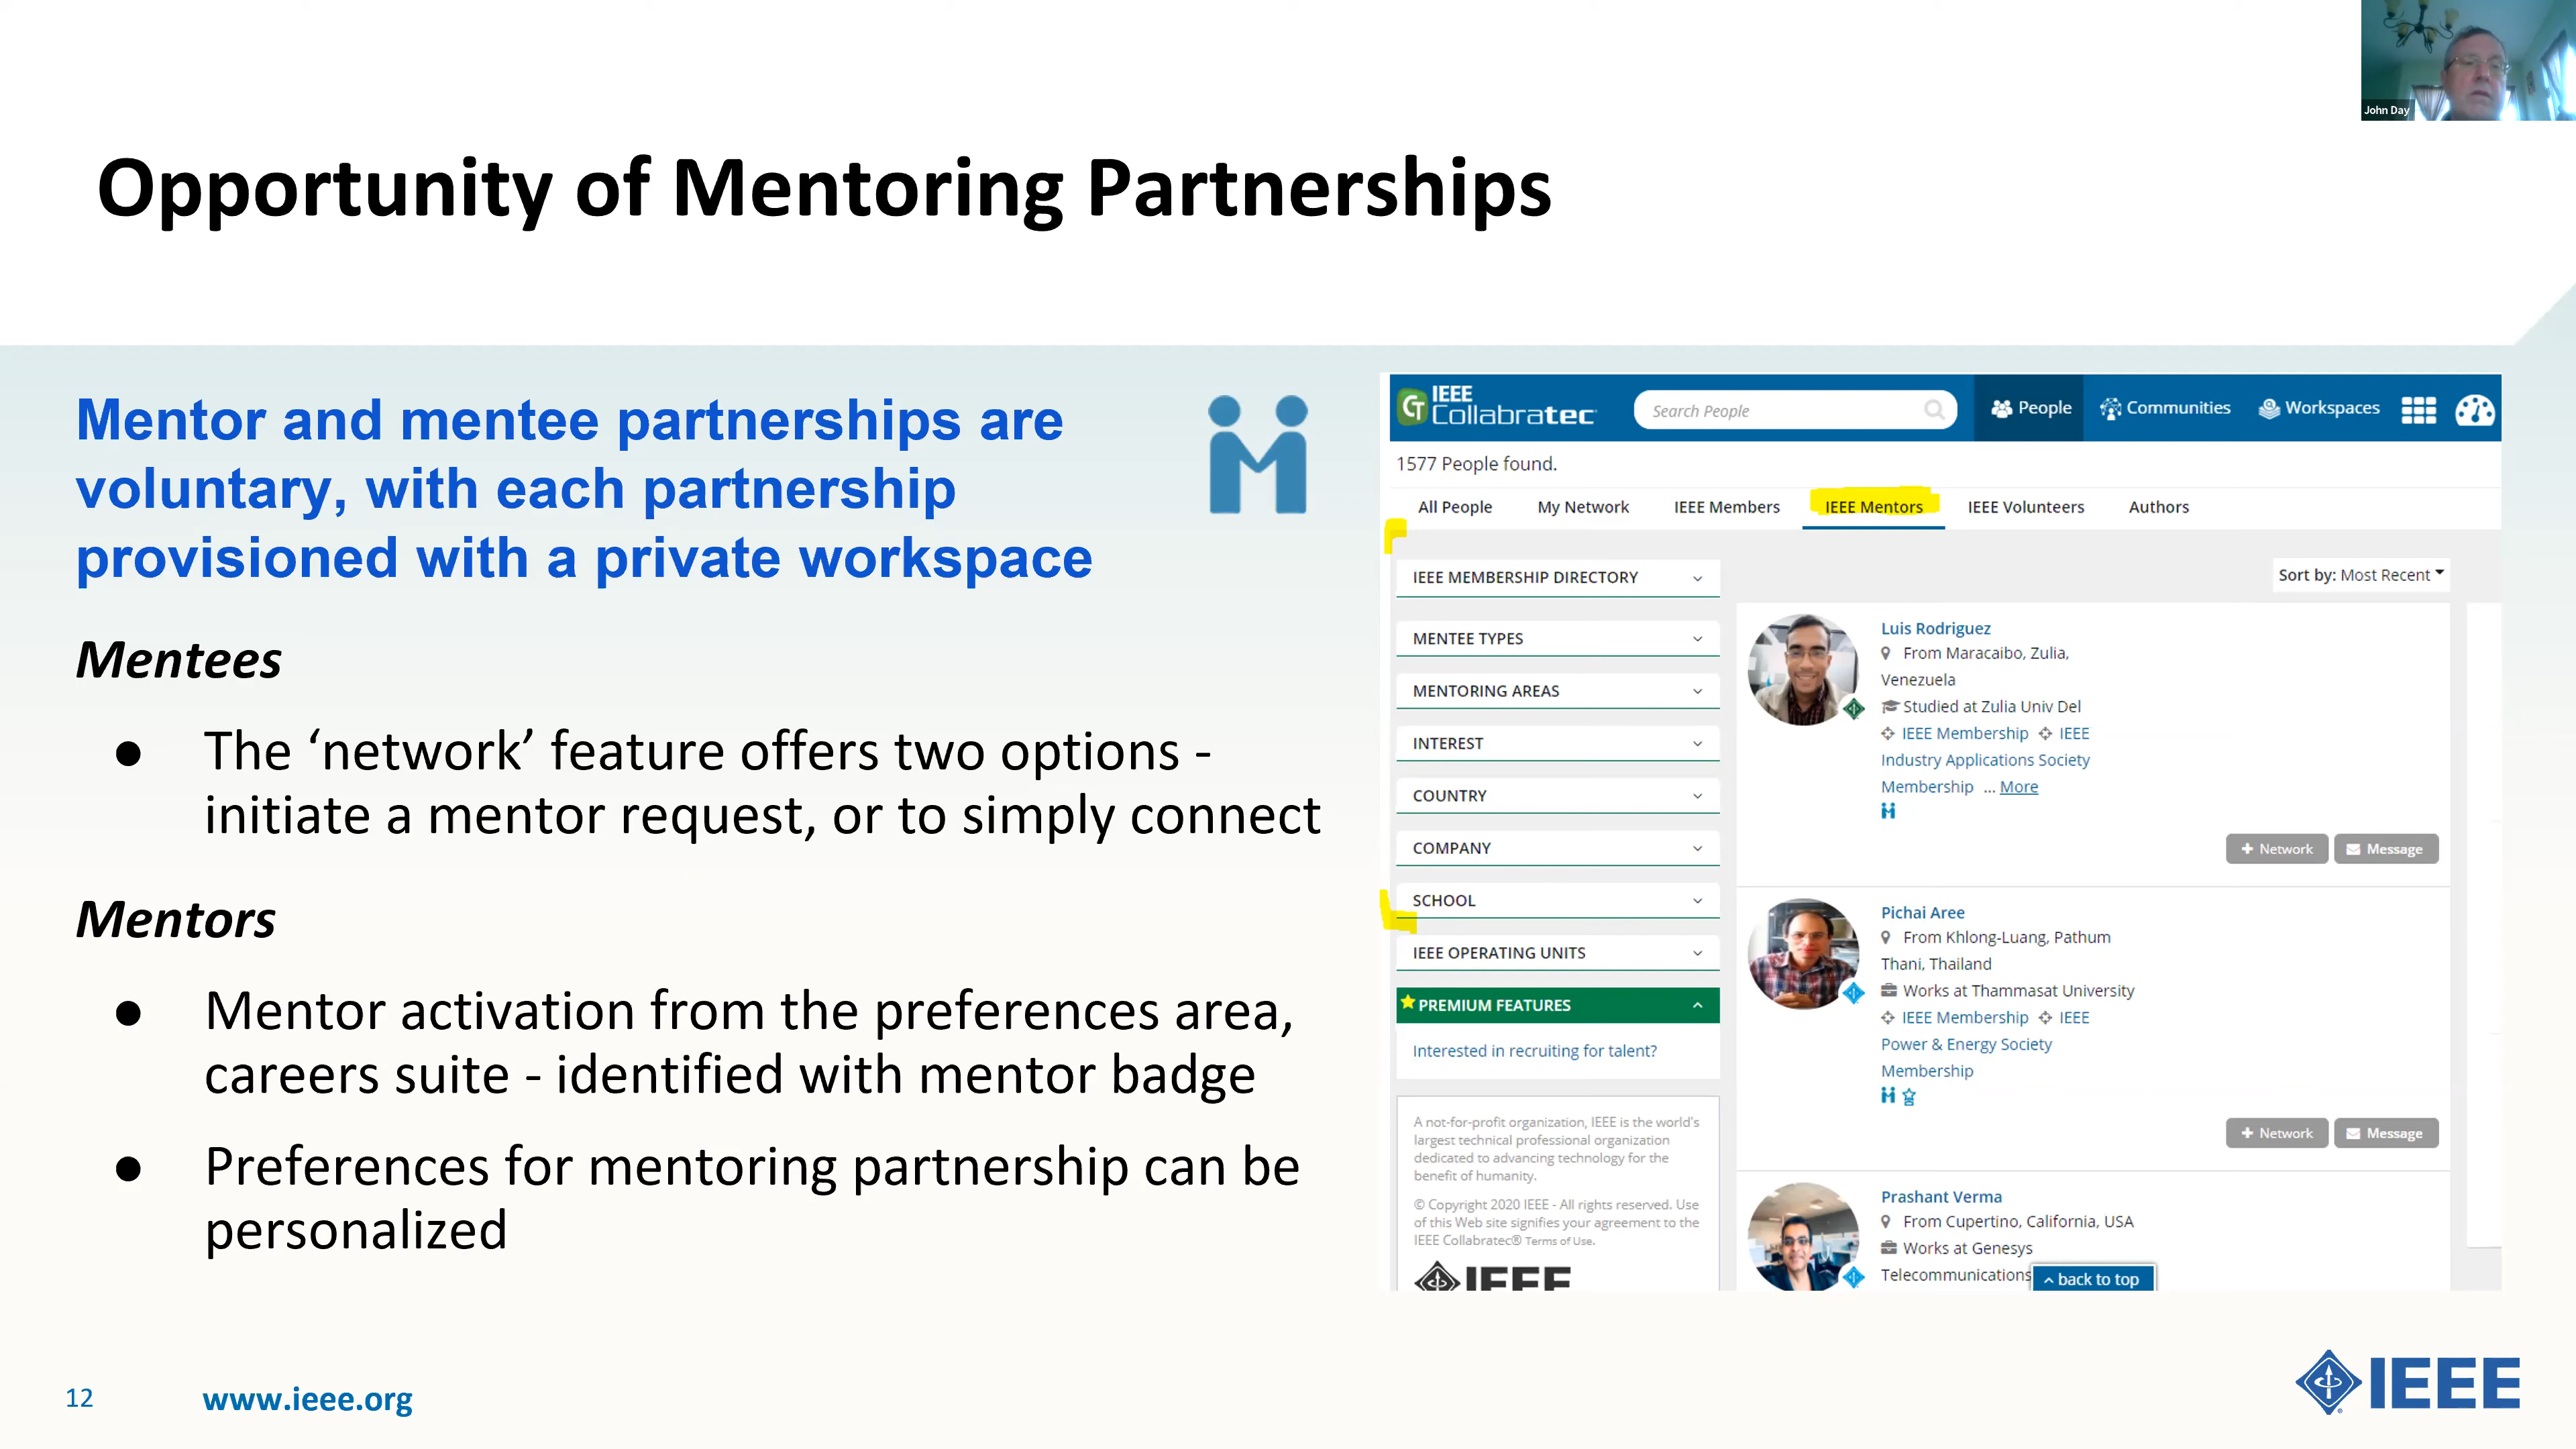 John Day
Opportunity of Mentoring Partnerships
Mentor and mentee partnerships are
voluntary, with each partnership
provisioned with a private workspace
Mentees
● The ‘network’ feature offers two options -
initiate a mentor request, or to simply connect
Mentors
● Mentor activation from the preferences area,
careers suite - identified with mentor badge
● Preferences for mentoring partnership can be
personalized
IEEE
Collabratec
Search People
People
Communities
Workspaces
1577 People found.
All People
My Network
IEEE Members
IEEE Mentors
IEEE Volunteers
Authors
Sort by: Most Recent
IEEE MEMBERSHIP DIRECTORY
MENTEE TYPES
MENTORING AREAS
INTEREST
COUNTRY
COMPANY
SCHOOL
IEEE OPERATING UNITS
PREMIUM FEATURES
Interested in recruiting for talent?
A not-for-profit organization, IEEE is the world's
largest technical professional organization
dedicated to advancing technology for the
benefit of humanity.
© Copyright 2020 IEEE - All rights reserved. Use
of this Web site signifies your agreement to the
IEEE Collabratec® Terms of Use.
IEEE
Luis Rodriguez
From Maracaibo, Zulia,
Venezuela
Studied at Zulia Univ Del
IEEE Membership IEEE
Industry Applications Society
Membership ... More
+ Network
Message
Pichai Aree
From Khlong-Luang, Pathum
Thani, Thailand
Works at Thammasat University
IEEE Membership IEEE
Power & Energy Society
Membership
+ Network
Message
Prashant Verma
From Cupertino, California, USA
Works at Genesys
Telecommunications
back to top
12
www.ieee.org
IEEE